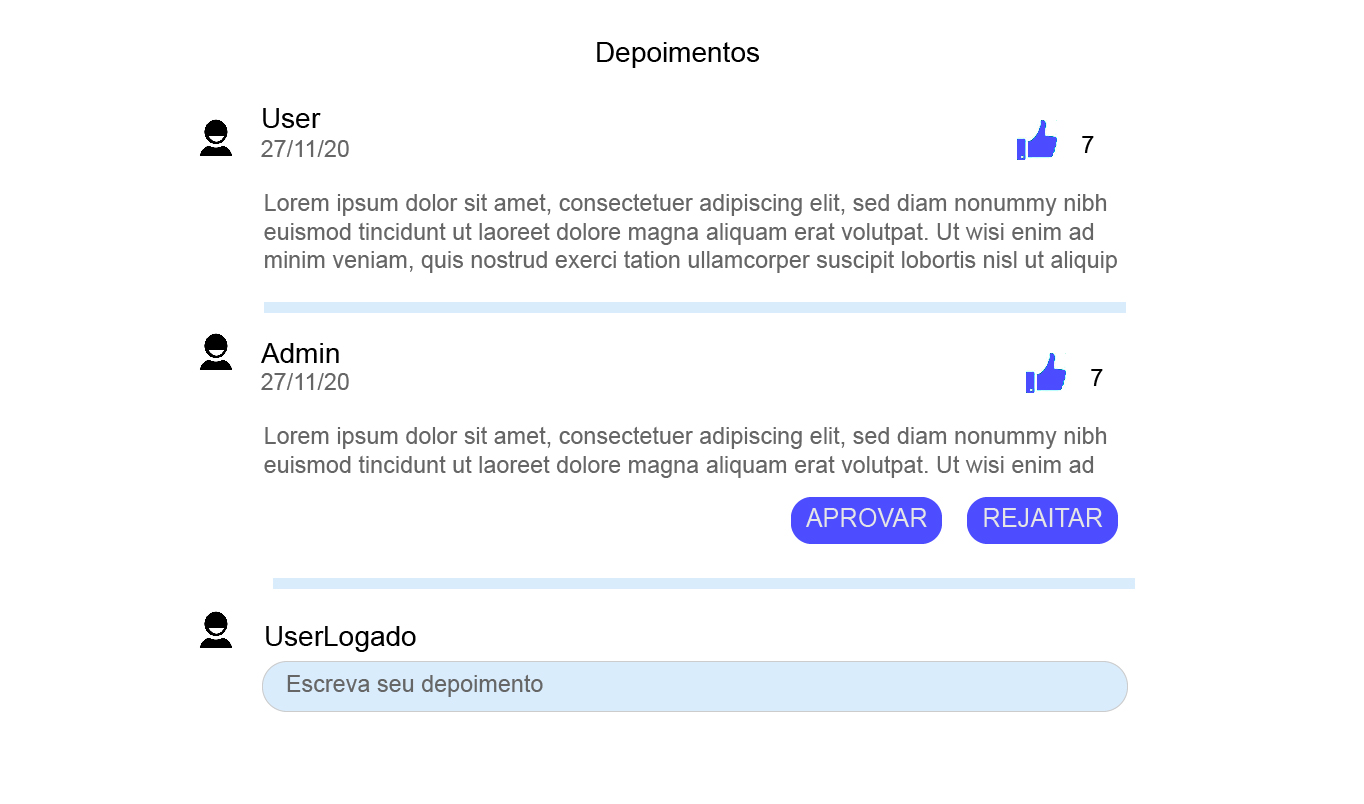 Depoimentos
User
27/11/20
7
Lorem ipsum dolor sit amet, consectetuer adipiscing elit, sed diam nonummy nibh
euismod tincidunt ut laoreet dolore magna aliquam erat volutpat. Ut wisi enim ad
minim veniam, quis nostrud exerci tation ullamcorper suscipit lobortis nisl ut aliquip
Admin
27/11/20
7
Lorem ipsum dolor sit amet, consectetuer adipiscing elit, sed diam nonummy nibh
euismod tincidunt ut laoreet dolore magna aliquam erat volutpat. Ut wisi enim ad
APROVAR
REJAITAR
UserLogado
Escreva seu depoimento